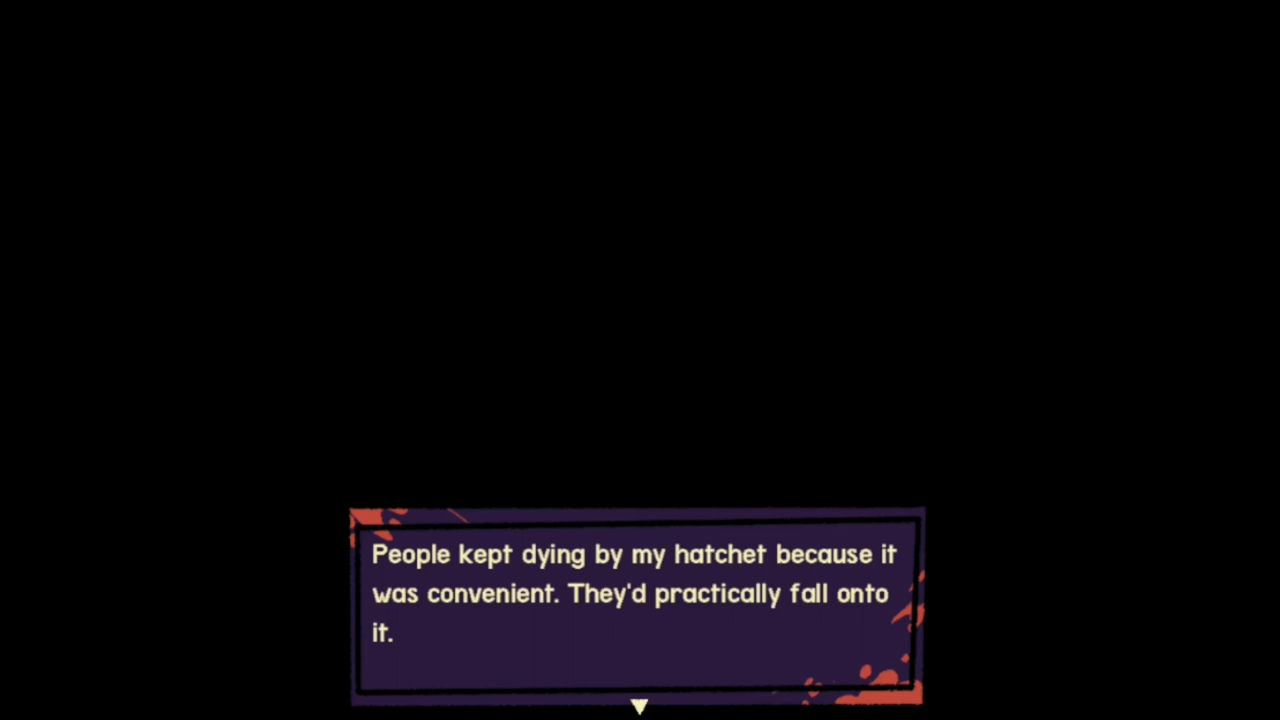 People kept dying by my hatchet because it
was convenient. They'd practically fall onto
it.